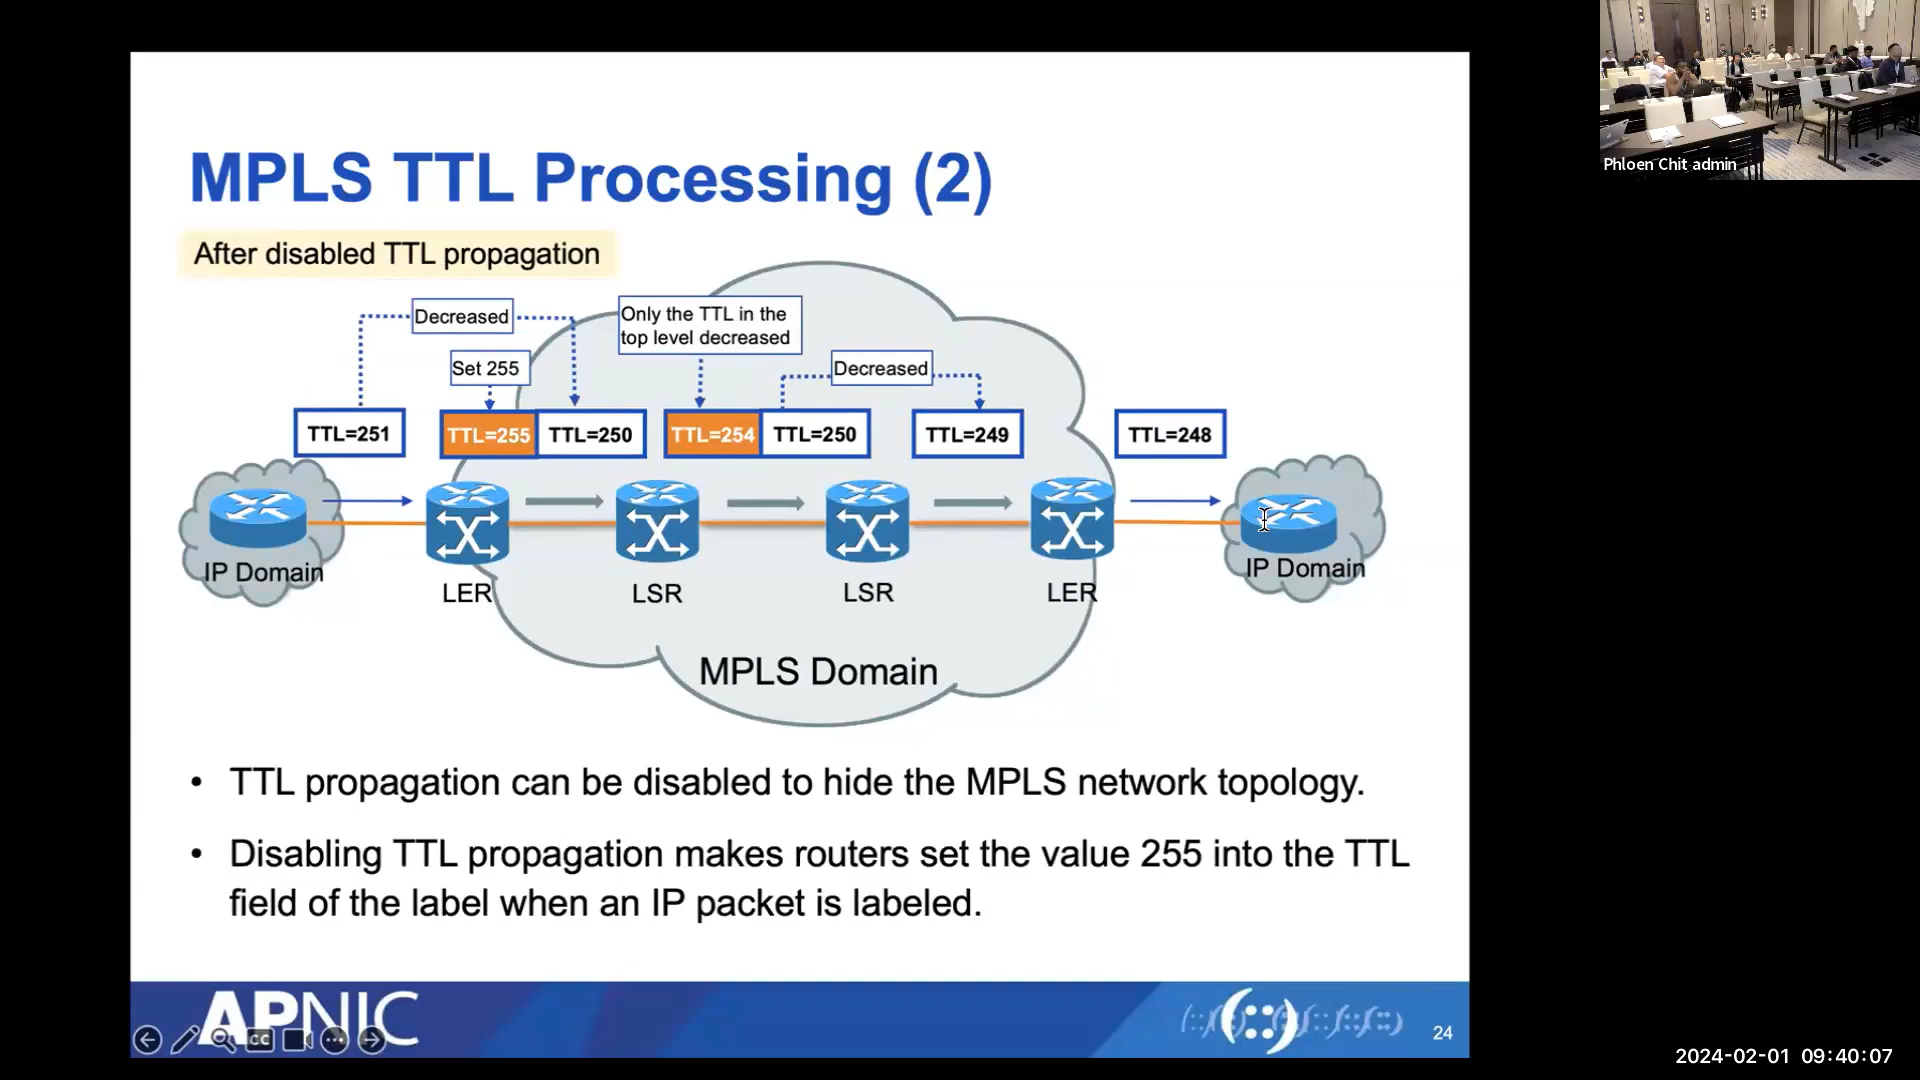 MPLS TTL Processing (2)
After disabled TTL propagation
Decreased
Only the TTL in the
top level decreased
Set 255
Decreased
TTL=251
TTL=255
TTL=250
TTL=254
TTL=250
TTL=249
TTL=248
IP Domain
LER
LSR
LSR
LER
IP Domain
MPLS Domain
• TTL propagation can be disabled to hide the MPLS network topology.
• Disabling TTL propagation makes routers set the value 255 into the TTL
field of the label when an IP packet is labeled.
APNIC
CC
(::)
24
Phloen Chit admin
2024-02-01 09:40:07